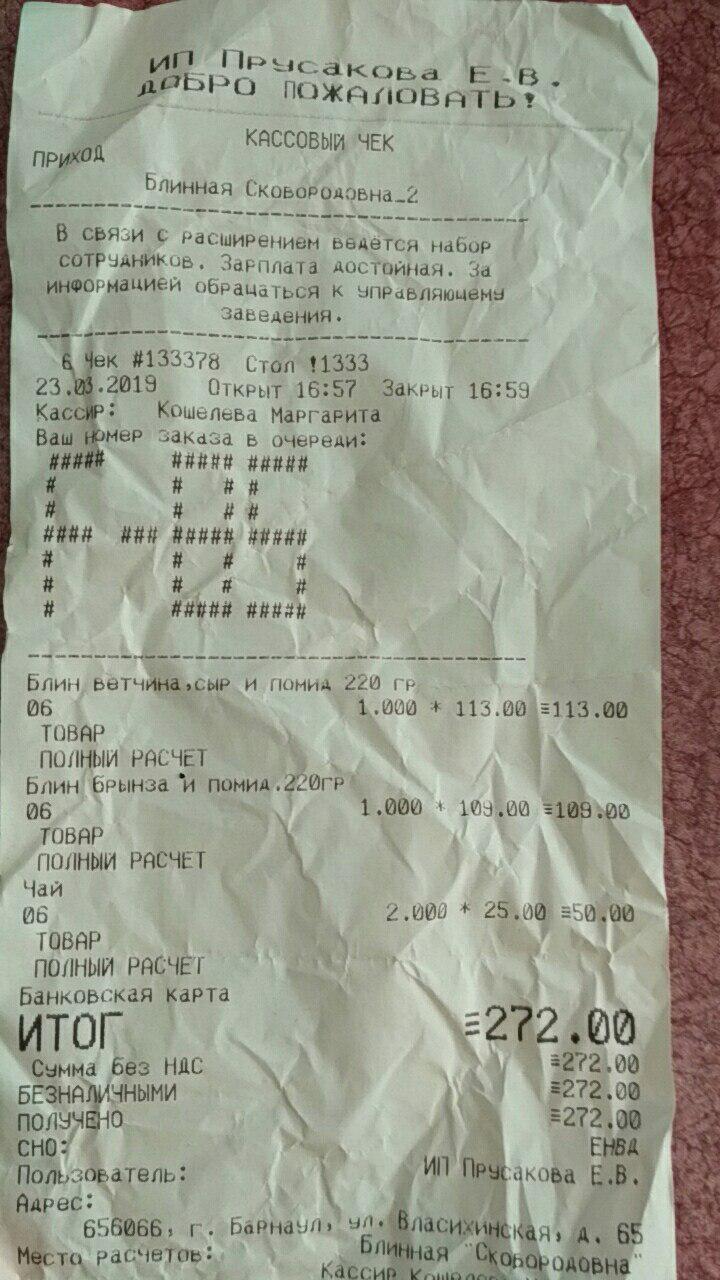 ИП Прусакова Е.В.
ДОБРО ПОЖАЛОВАТЬ!
КАССОВЫЙ ЧЕК
ПРИХОД
Блинная Сковородовна_2
В связи с расширением ведётся набор
сотрудников. Зарплата достойная. За
информацией обращаться к управляющему
заведения.
6 Чек #133378 Стол !1333
23.03.2019 Открыт 16:57 Закрыт 16:59
Кассир: Кошелева Маргарита
Ваш номер заказа в очереди:
##### ##### #####
# # # #
# # # #
#### ### ##### #####
# # # #
# # # #
# ##### #####
Блин ветчина,сыр и помид 220 гр
06 1.000 * 113.00 ≡113.00
ТОВАР
ПОЛНЫЙ РАСЧЕТ
Блин брынза и помид.220гр
06 1.000 * 109.00 ≡109.00
ТОВАР
ПОЛНЫЙ РАСЧЕТ
Чай
06 2.000 * 25.00 ≡50.00
ТОВАР
ПОЛНЫЙ РАСЧЕТ
Банковская карта
ИТОГ ≡272.00
Сумма без НДС ≡272.00
БЕЗНАЛИЧНЫМИ ≡272.00
ПОЛУЧЕНО ≡272.00
СНО: ЕНВД
Пользователь: ИП Прусакова Е.В.
Адрес:
656066, г. Барнаул, ул. Власихинская, д. 65
Место расчетов: Блинная "Сковородовна"
Кассир Кошелева